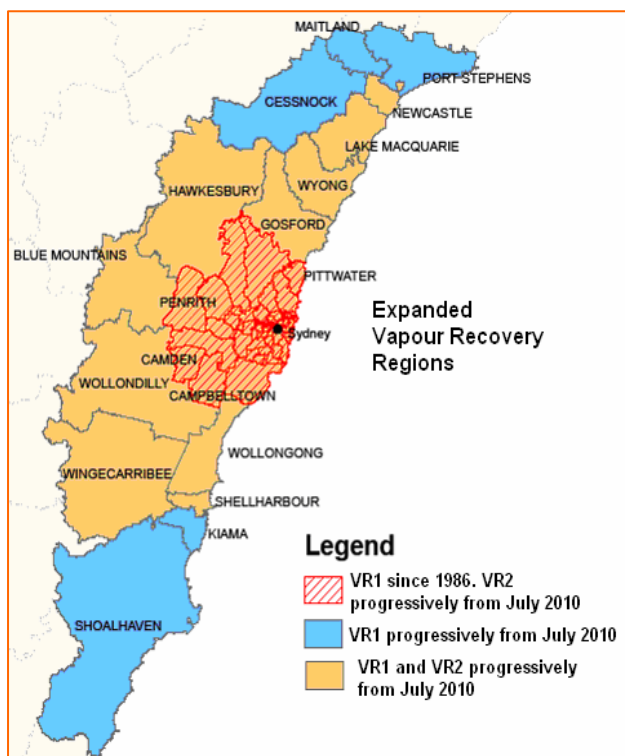 MAITLAND
PORT STEPHENS
CESSNOCK
NEWCASTLE
LAKE MACQUARIE
WYONG
HAWKESBURY
GOSFORD
BLUE MOUNTAINS
PITTWATER
PENRITH
Expanded
Vapour Recovery
Regions
Sydney
CAMDEN
WOLLONDILLY
CAMPBELLTOWN
WOLLONGONG
WINGECARRIBEE
SHELLHARBOUR
KIAMA
SHOALHAVEN
Legend
VR1 since 1986. VR2
progressively from July 2010
VR1 progressively from July 2010
VR1 and VR2 progressively
from July 2010